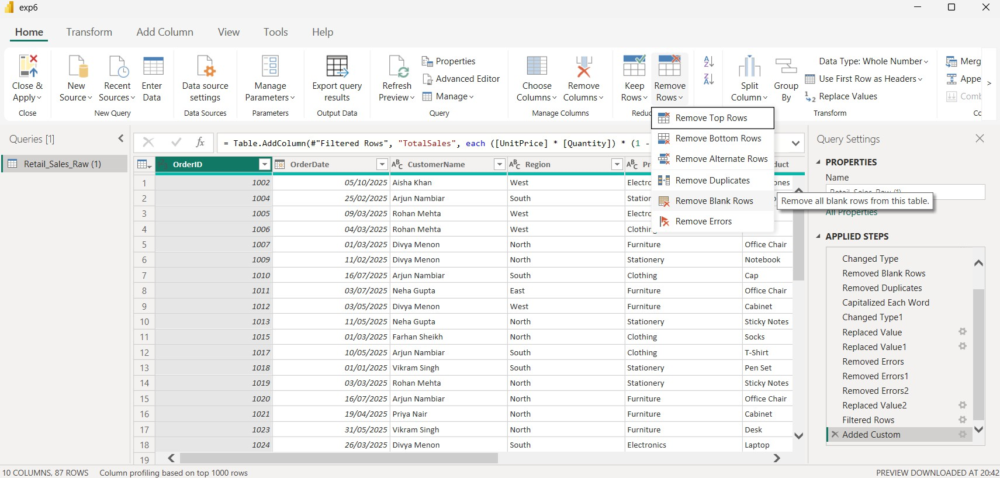 exp6
Home Transform Add Column View Tools Help
Close & Apply
New Source
Recent Sources
Enter Data
Data source settings
Manage Parameters
Export query results
Refresh Preview
Properties
Advanced Editor
Manage
Choose Columns
Remove Columns
Keep Rows
Remove Rows
Split Column
Group By
Data Type: Whole Number
Use First Row as Headers
Replace Values
Merg
Appe
Comb
Close New Query Data Sources Parameters Output Data Query Manage Columns Reduc Transform Co
Remove Top Rows
Remove Bottom Rows
Remove Alternate Rows
Remove Duplicates
Remove Blank Rows
Remove Errors
Remove all blank rows from this table.
Queries [1]
Retail_Sales_Raw (1)
= Table.AddColumn(#"Filtered Rows", "TotalSales", each ([UnitPrice] * [Quantity]) * (1 -
OrderID OrderDate CustomerName Region Pr duct
1 1002 05/10/2025 Aisha Khan West Electro ones
2 1004 25/02/2025 Arjun Nambiar South Station
3 1005 09/03/2025 Rohan Mehta West Electro
4 1006 04/03/2025 Rohan Mehta West Clothing
5 1007 01/03/2025 Divya Menon North Furniture Office Chair
6 1009 11/02/2025 Divya Menon North Stationery Notebook
7 1010 16/07/2025 Arjun Nambiar South Clothing Cap
8 1011 03/07/2025 Neha Gupta East Furniture Office Chair
9 1012 03/05/2025 Divya Menon West Furniture Cabinet
10 1013 11/05/2025 Neha Gupta North Stationery Sticky Notes
11 1015 01/03/2025 Farhan Sheikh North Clothing Socks
12 1017 10/05/2025 Arjun Nambiar South Clothing T-Shirt
13 1018 01/01/2025 Vikram Singh South Stationery Pen Set
14 1019 03/03/2025 Rohan Mehta North Stationery Sticky Notes
15 1020 16/07/2025 Arjun Nambiar North Furniture Office Chair
16 1021 19/04/2025 Priya Nair North Furniture Cabinet
17 1023 31/05/2025 Vikram Singh North Furniture Desk
18 1024 26/03/2025 Divya Menon South Electronics Laptop
19
Query Settings
PROPERTIES
Name
Retail_Sales_Raw (1)
All Properties
APPLIED STEPS
Changed Type
Removed Blank Rows
Removed Duplicates
Capitalized Each Word
Changed Type1
Replaced Value
Replaced Value1
Removed Errors
Removed Errors1
Removed Errors2
Replaced Value2
Filtered Rows
Added Custom
10 COLUMNS, 87 ROWS Column profiling based on top 1000 rows PREVIEW DOWNLOADED AT 20:42